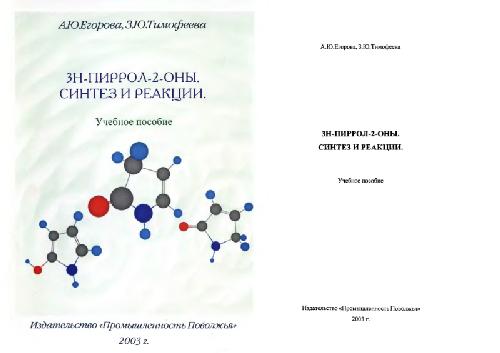 А.Ю.Егорова, З.Ю.Тимофеева
3Н-ПИРРОЛ-2-ОНЫ.
СИНТЕЗ И РЕАКЦИИ.
Учебное пособие
Издательство «Промышленность Поволжья»
2003 г.
А.Ю.Егорова, З.Ю.Тимофеева
3Н-ПИРРОЛ-2-ОНЫ.
СИНТЕЗ И РЕАКЦИИ.
Учебное пособие
Издательство «Промышленность Поволжья»
2003 г.